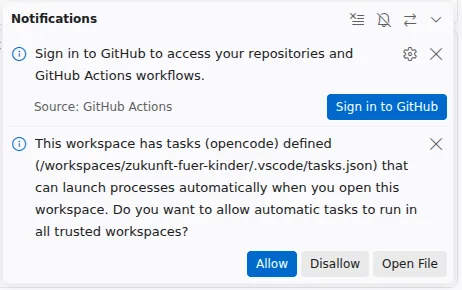 Notifications
Sign in to GitHub to access your repositories and
GitHub Actions workflows.
Source: GitHub Actions
Sign in to GitHub
This workspace has tasks (opencode) defined
(/workspaces/zukunft-fuer-kinder/.vscode/tasks.json) that
can launch processes automatically when you open this
workspace. Do you want to allow automatic tasks to run in
all trusted workspaces?
Allow
Disallow
Open File